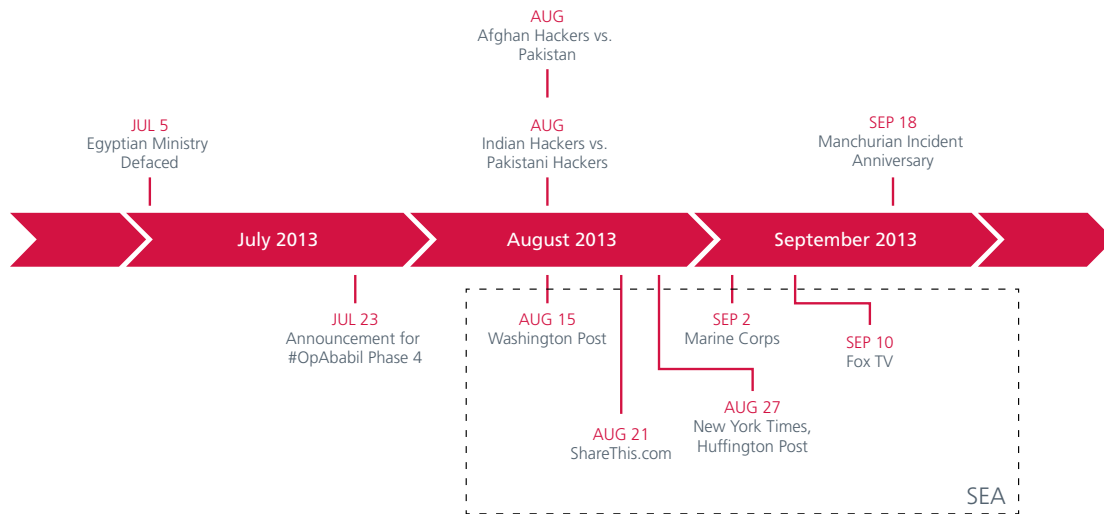 AUG
Afghan Hackers vs.
Pakistan
JUL 5
Egyptian Ministry
Defaced
AUG
Indian Hackers vs.
Pakistani Hackers
SEP 18
Manchurian Incident
Anniversary
July 2013
August 2013
September 2013
JUL 23
Announcement for
#OpAbabil Phase 4
AUG 15
Washington Post
SEP 2
Marine Corps
SEP 10
Fox TV
AUG 21
ShareThis.com
AUG 27
New York Times,
Huffington Post
SEA